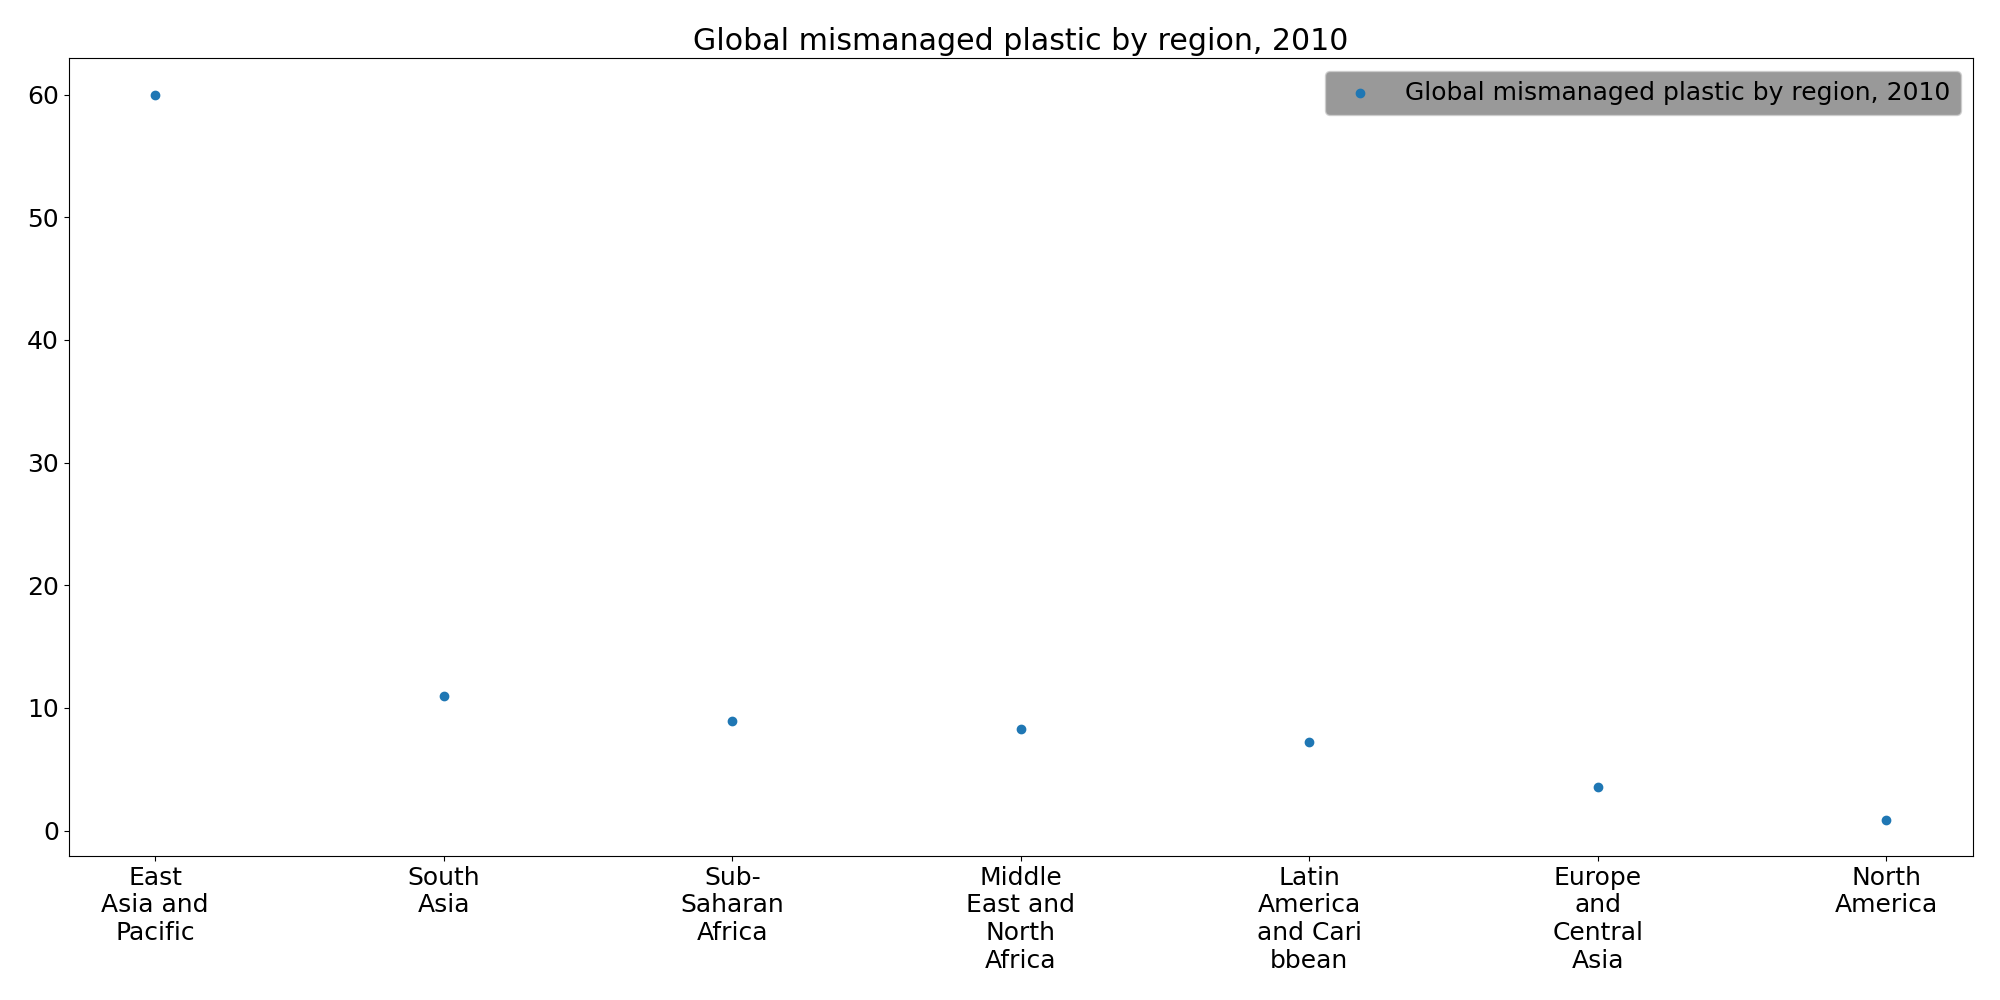 Global mismanaged plastic by region, 2010
Global mismanaged plastic by region, 2010
60
50
40
30
20
10
0
East
Asia and
Pacific
South
Asia
Sub-
Saharan
Africa
Middle
East and
North
Africa
Latin
America
and Cari
bbean
Europe
and
Central
Asia
North
America